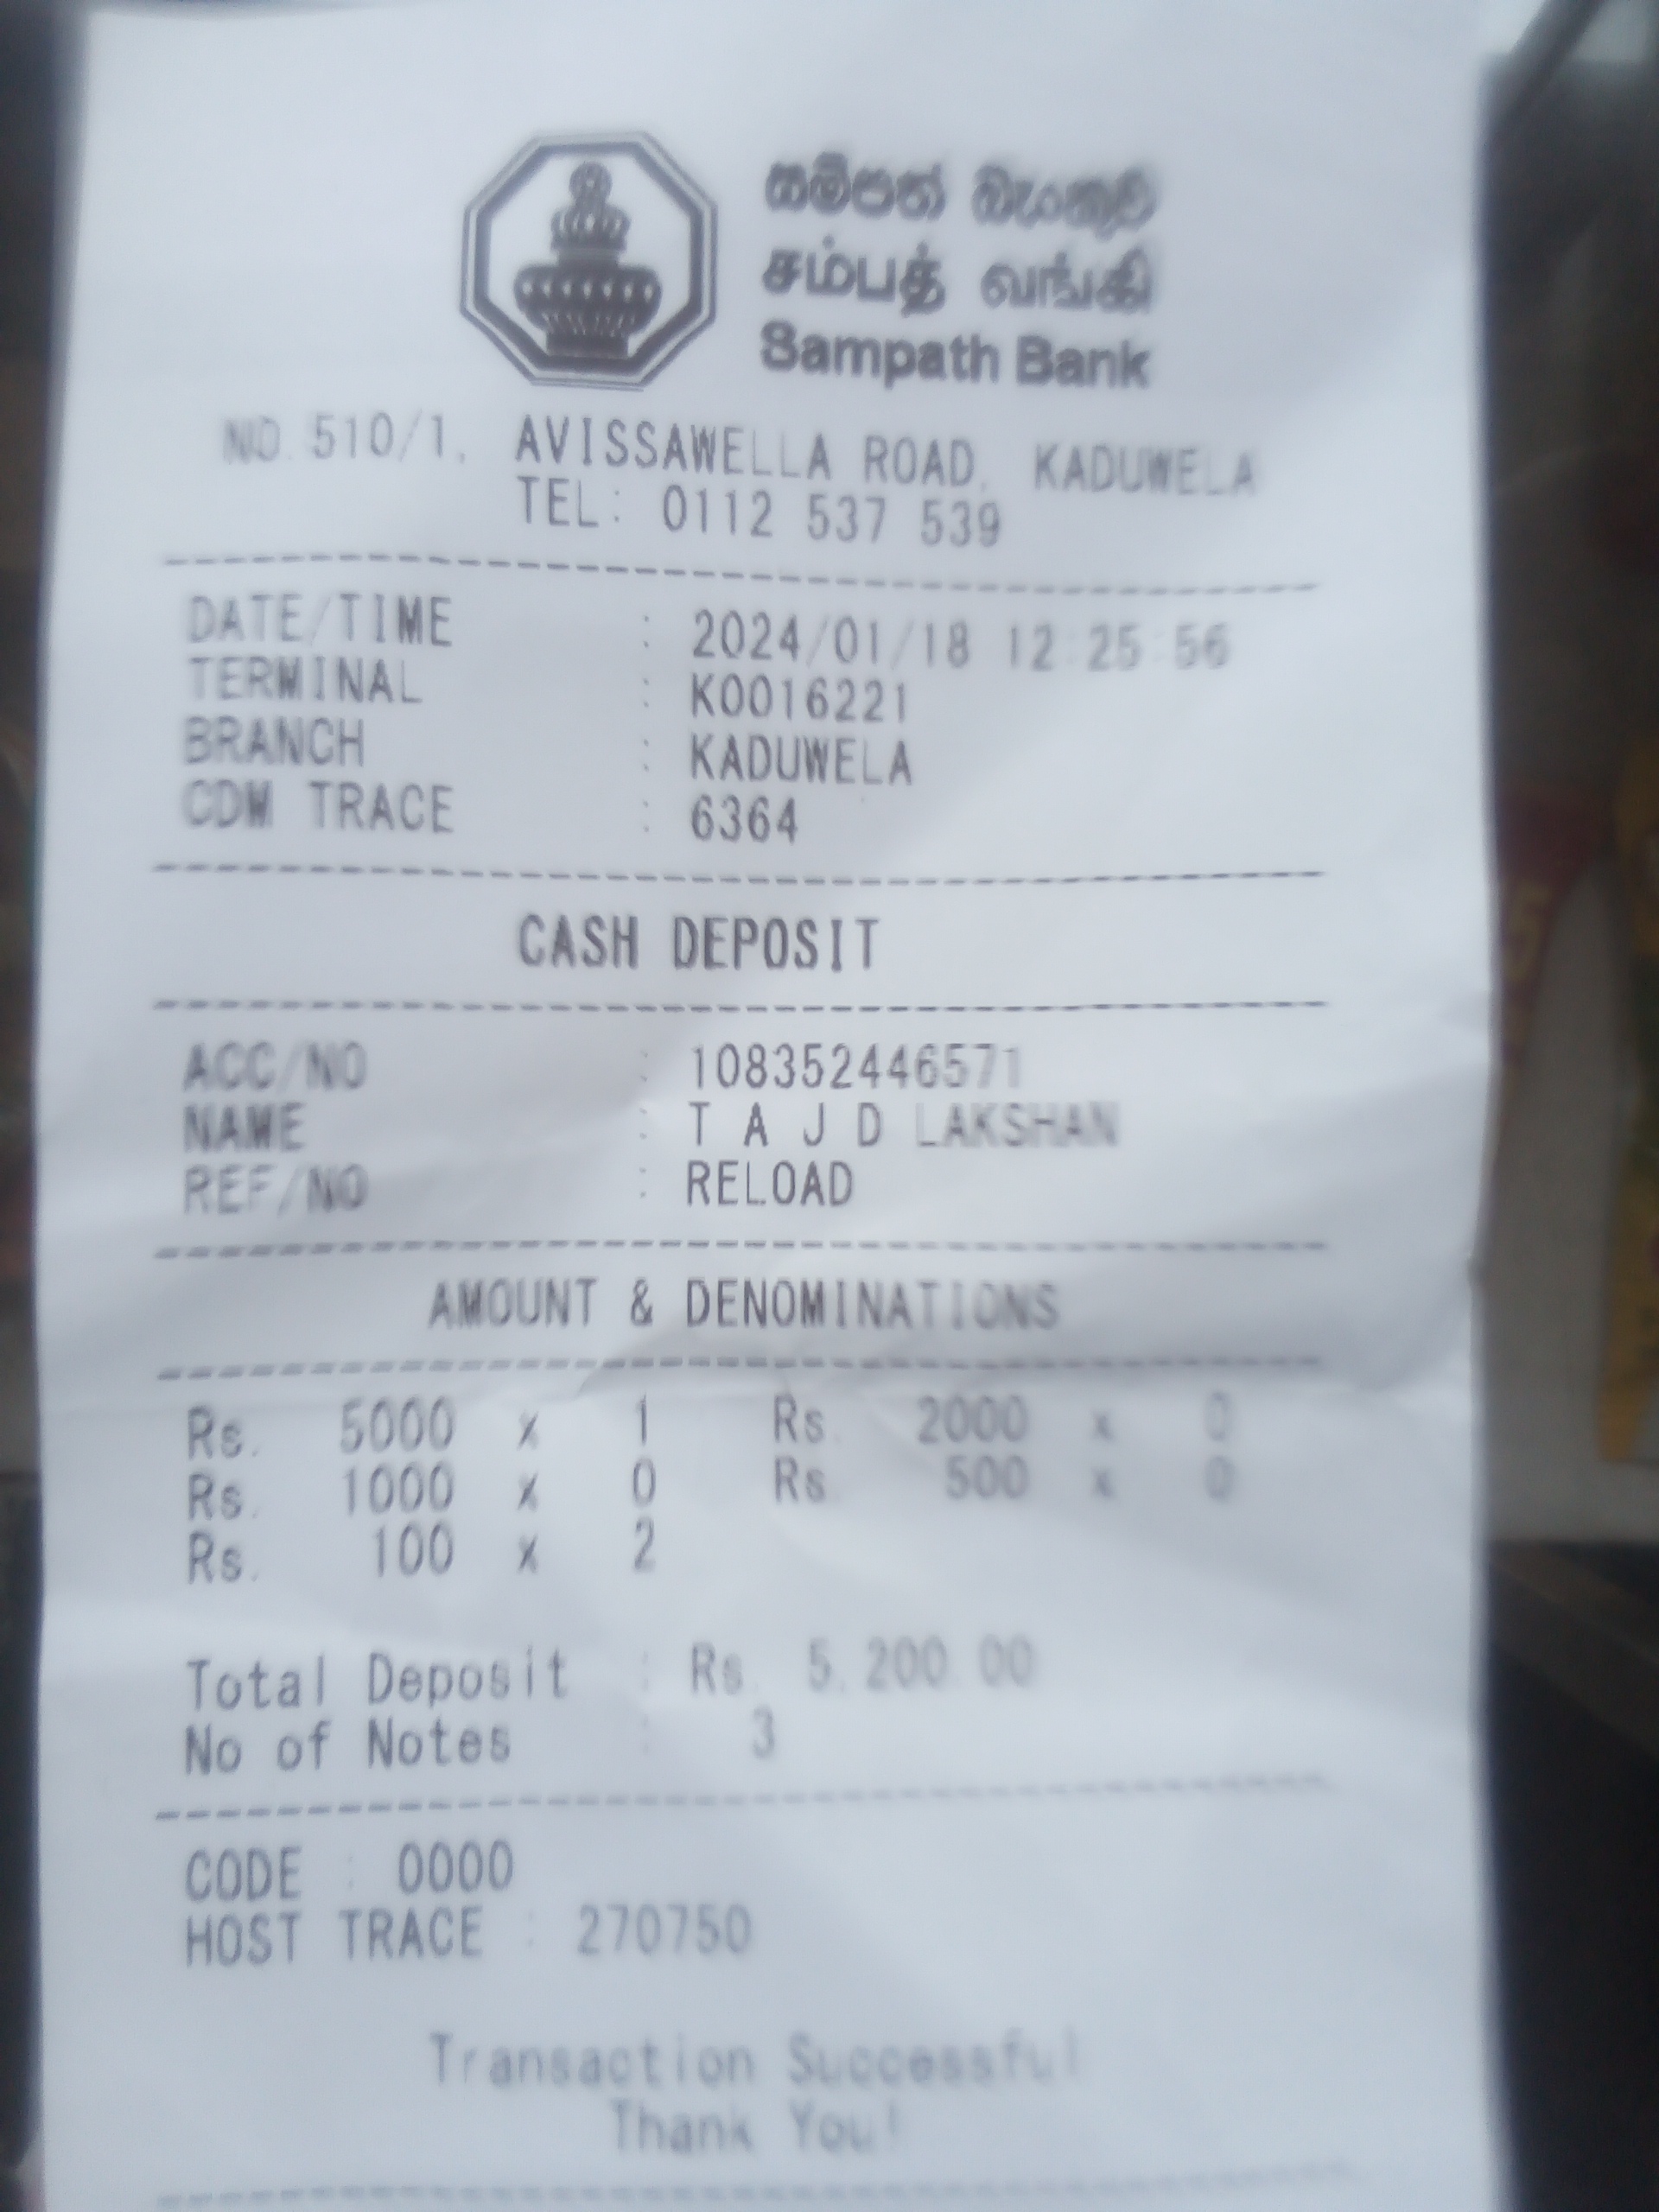 සම්පත් බැංකුව
சம்பத் வங்கி
Sampath Bank
NO.510/1, AVISSAWELLA ROAD, KADUWELA
TEL: 0112 537 539
DATE/TIME : 2024/01/18 12:25:56
TERMINAL : K0016221
BRANCH : KADUWELA
CDM TRACE : 6364
CASH DEPOSIT
ACC/NO : 108352446571
NAME : T A J D LAKSHAN
REF/NO : RELOAD
AMOUNT & DENOMINATIONS
Rs. 5000 x 1 Rs. 2000 x 0
Rs. 1000 x 0 Rs. 500 x 0
Rs. 100 x 2
Total Deposit : Rs. 5,200.00
No of Notes : 3
CODE : 0000
HOST TRACE : 270750
Transaction Successful
Thank You!